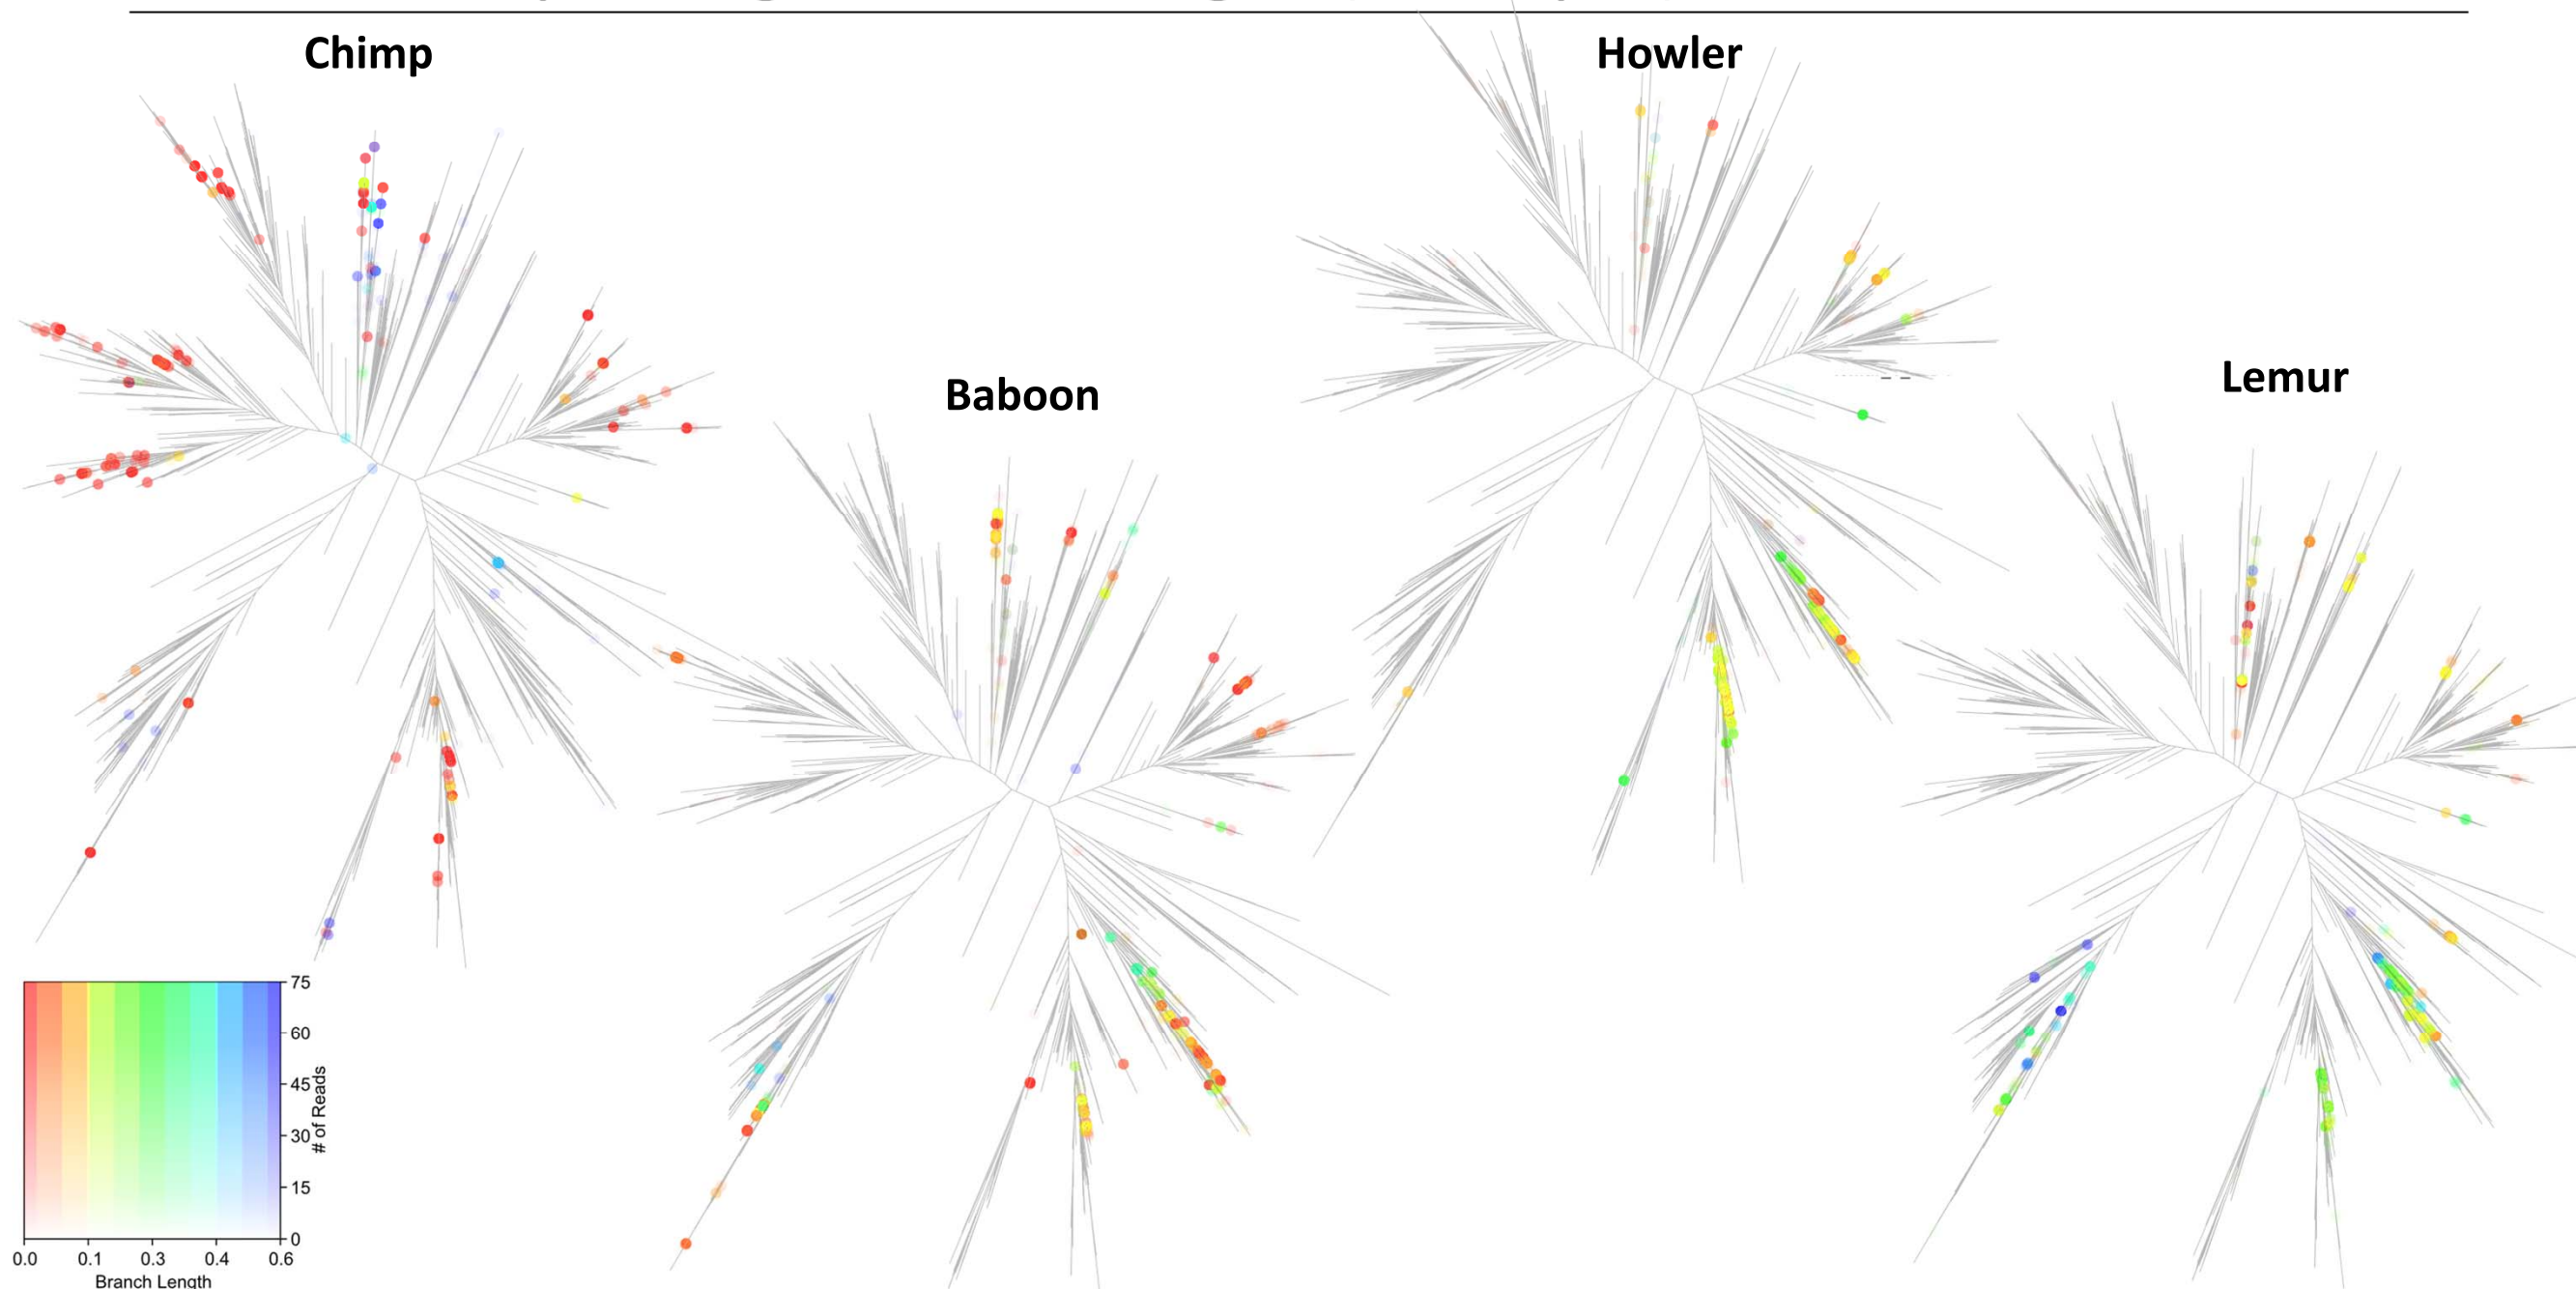 Chimp
Howler
Lemur
Baboon
75
60
45
30
15
0
# of Reads
0.0 0.1 0.3 0.4 0.6
Branch Length